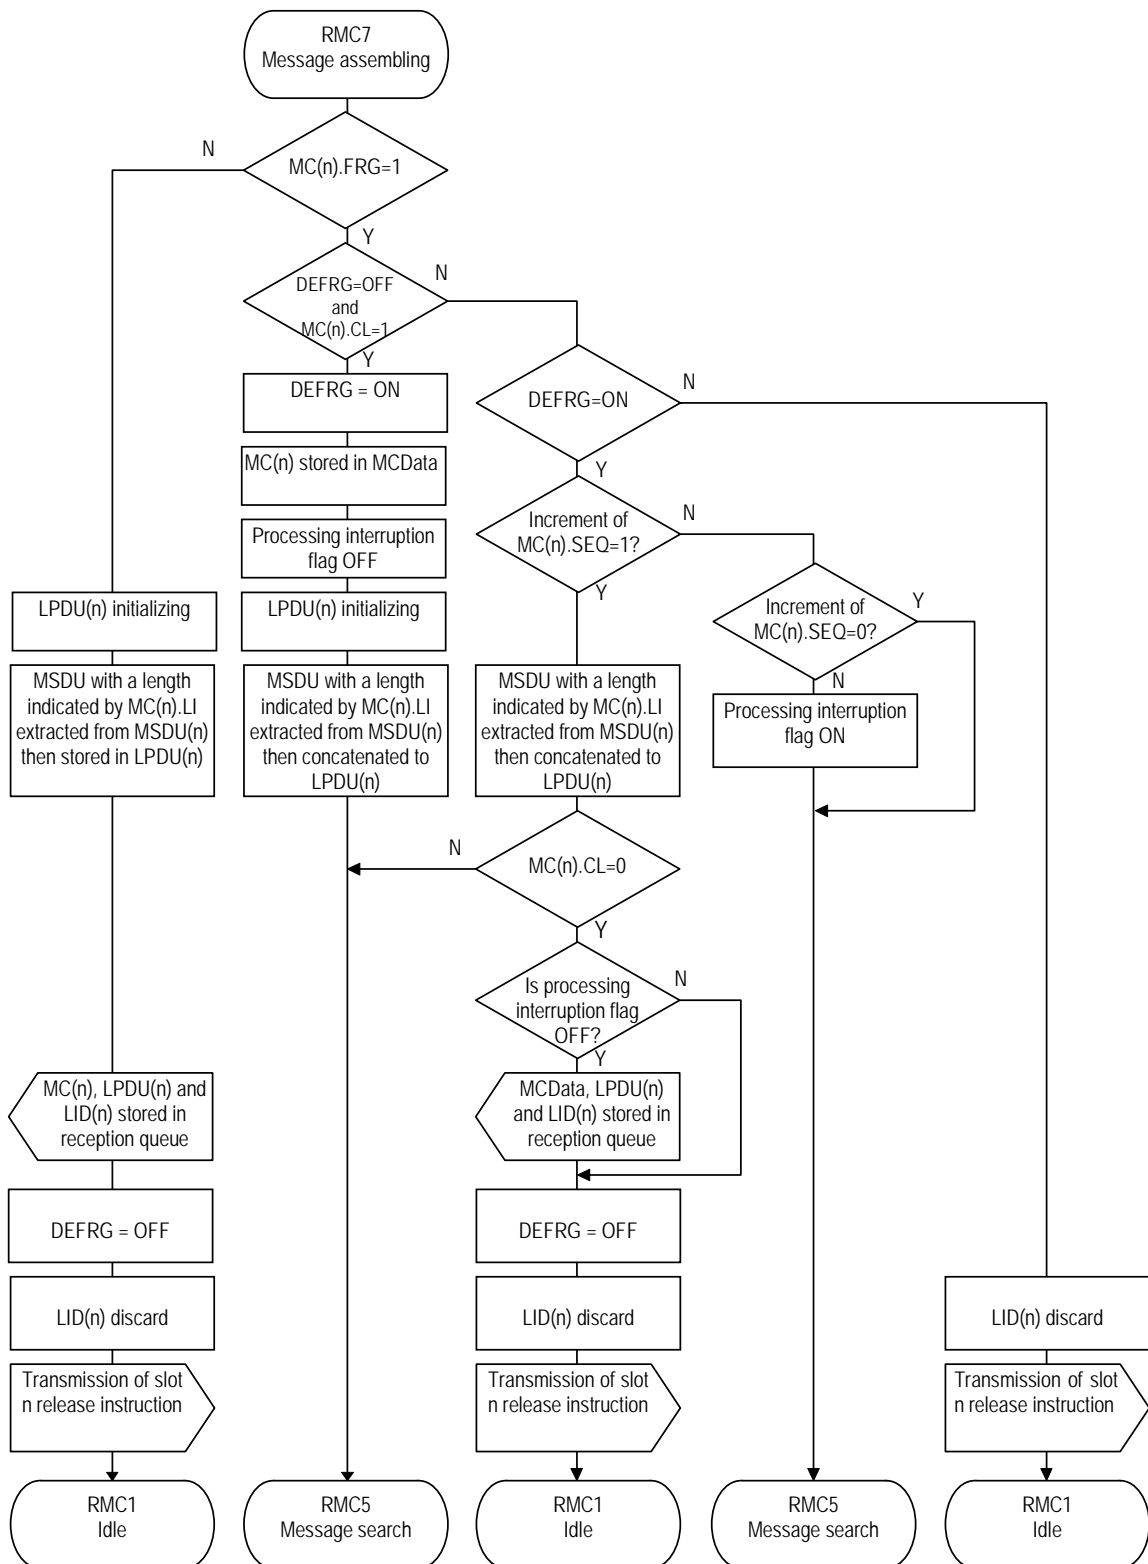 RMC7
Message assembling
N
MC(n).FRG=1
Y
DEFRG=OFF
and
MC(n).CL=1
N
Y
DEFRG = ON
DEFRG=ON
N
Y
MC(n) stored in MCData
Increment of
MC(n).SEQ=1?
N
Y
Processing interruption
flag OFF
Increment of
MC(n).SEQ=0?
Y
N
LPDU(n) initializing
LPDU(n) initializing
MSDU with a length
indicated by MC(n).LI
extracted from MSDU(n)
then stored in LPDU(n)
MSDU with a length
indicated by MC(n).LI
extracted from MSDU(n)
then concatenated to
LPDU(n)
MSDU with a length
indicated by MC(n).LI
extracted from MSDU(n)
then concatenated to
LPDU(n)
Processing interruption
flag ON
N
MC(n).CL=0
Y
Is processing
interruption flag
OFF?
N
Y
MC(n), LPDU(n) and
LID(n) stored in
reception queue
MCData, LPDU(n)
and LID(n) stored in
reception queue
DEFRG = OFF
DEFRG = OFF
LID(n) discard
LID(n) discard
LID(n) discard
Transmission of slot
n release instruction
Transmission of slot
n release instruction
Transmission of slot
n release instruction
RMC1
Idle
RMC5
Message search
RMC1
Idle
RMC5
Message search
RMC1
Idle